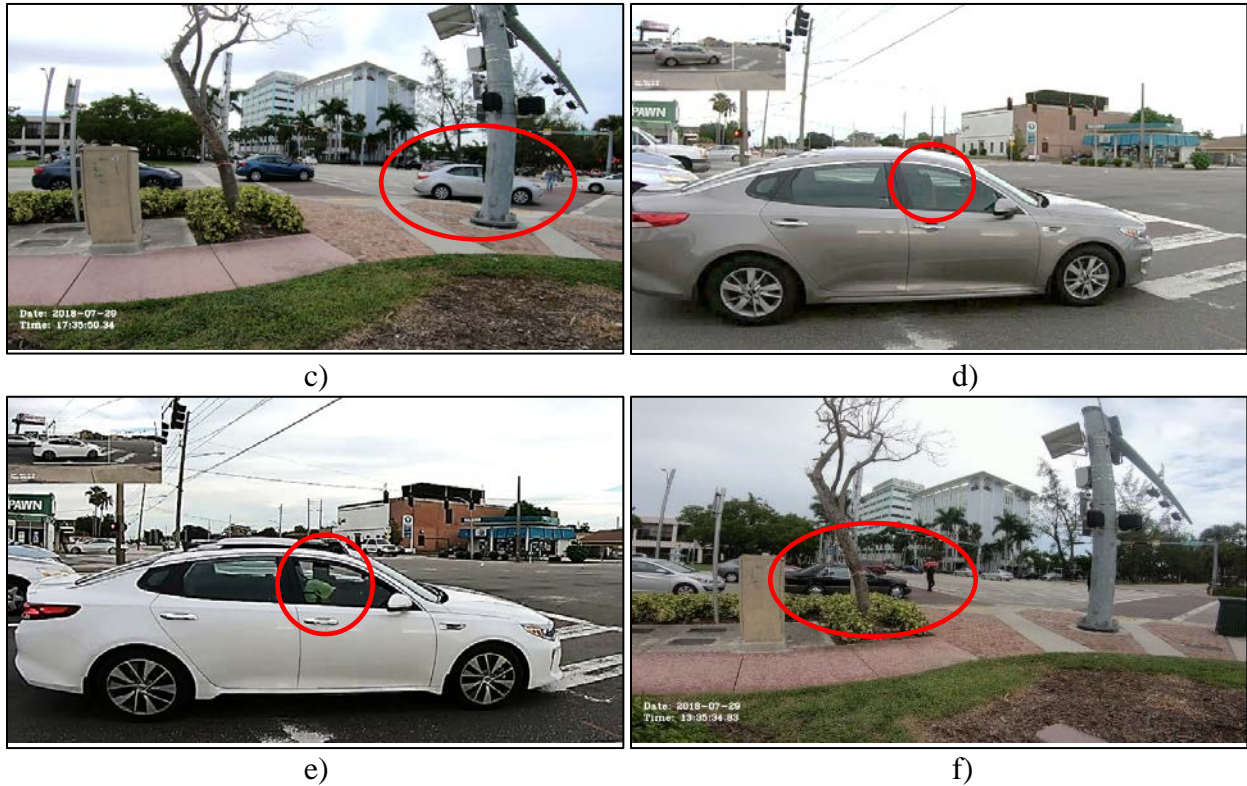 Date: 2018-07-29
Time: 17:35:50.34
PAWN
c)
d)
PAWN
Date: 2018-07-29
Time: 13:35:34.83
e)
f)